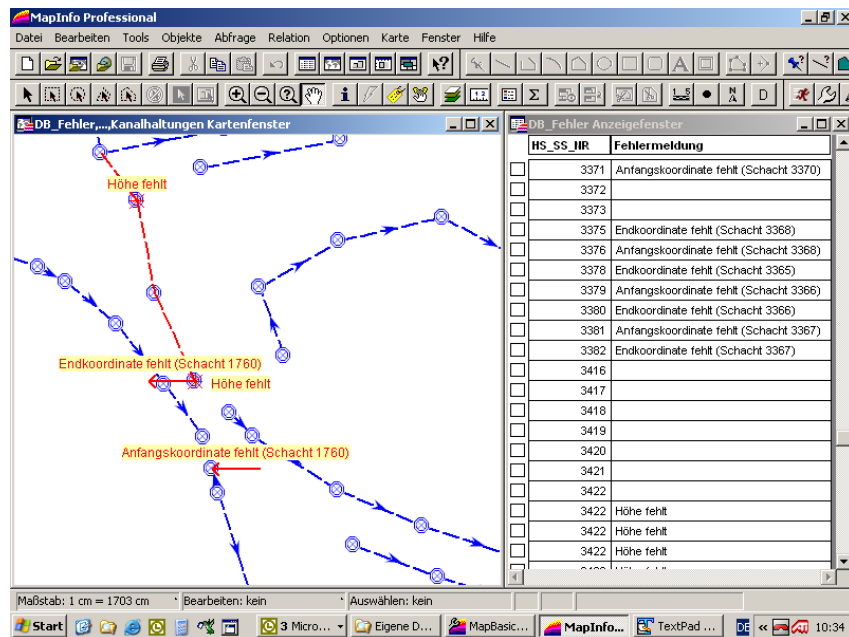 MapInfo Professional
Datei Bearbeiten Tools Objekte Abfrage Relation Optionen Karte Fenster Hilfe
DB_Fehler,...,Kanalhaltungen Kartenfenster
Höhe fehlt
Endkoordinate fehlt (Schacht 1760)
Höhe fehlt
Anfangskoordinate fehlt (Schacht 1760)
DB_Fehler Anzeigefenster
HS_SS_NR Fehlermeldung
3371 Anfangskoordinate fehlt (Schacht 3370)
3372
3373
3375 Endkoordinate fehlt (Schacht 3368)
3376 Anfangskoordinate fehlt (Schacht 3368)
3378 Endkoordinate fehlt (Schacht 3365)
3379 Anfangskoordinate fehlt (Schacht 3366)
3380 Endkoordinate fehlt (Schacht 3366)
3381 Anfangskoordinate fehlt (Schacht 3367)
3382 Endkoordinate fehlt (Schacht 3367)
3416
3417
3418
3419
3420
3421
3422
3422 Höhe fehlt
3422 Höhe fehlt
3422 Höhe fehlt
Maßstab: 1 cm = 1703 cm Bearbeiten: kein Auswählen: kein
Start 3 Micro... Eigene D... MapBasic... MapInfo... TextPad ... DE « 10:34